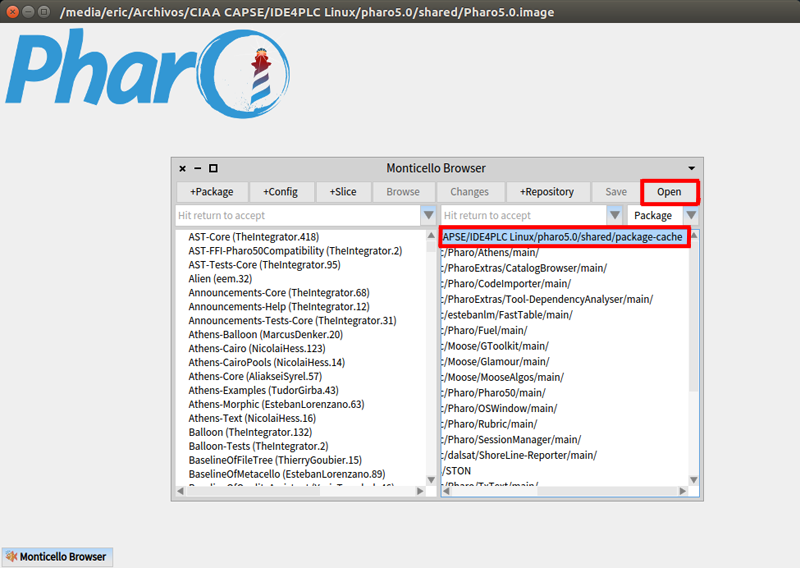 /media/eric/Archivos/CIAA CAPSE/IDE4PLC Linux/pharo5.0/shared/Pharo5.0.image
Pharo
Monticello Browser
+Package +Config +Slice Browse Changes +Repository Save Open
Hit return to accept Hit return to accept Package
AST-Core (TheIntegrator.418)
AST-FFI-Pharo50Compatibility (TheIntegrator.2)
AST-Tests-Core (TheIntegrator.95)
Alien (eem.32)
Announcements-Core (TheIntegrator.68)
Announcements-Help (TheIntegrator.12)
Announcements-Tests-Core (TheIntegrator.31)
Athens-Balloon (MarcusDenker.20)
Athens-Cairo (NicolaiHess.123)
Athens-CairoPools (NicolaiHess.14)
Athens-Core (AliakseiSyrel.57)
Athens-Examples (TudorGirba.43)
Athens-Morphic (EstebanLorenzano.63)
Athens-Text (NicolaiHess.16)
Balloon (TheIntegrator.132)
Balloon-Tests (TheIntegrator.2)
BaselineOfFileTree (ThierryGoubier.15)
BaselineOfMetacello (EstebanLorenzano.89)
APSE/IDE4PLC Linux/pharo5.0/shared/package-cache
:/Pharo/Athens/main/
:/PharoExtras/CatalogBrowser/main/
:/Pharo/CodeImporter/main/
:/PharoExtras/Tool-DependencyAnalyser/main/
:/estebanlm/FastTable/main/
:/Pharo/Fuel/main/
:/Moose/GToolkit/main/
:/Moose/Glamour/main/
:/Moose/MooseAlgos/main/
:/Pharo/Pharo50/main/
:/Pharo/OSWindow/main/
:/Pharo/Rubric/main/
:/Pharo/SessionManager/main/
:/dalsat/ShoreLine-Reporter/main/
/STON
:/Pharo/TxText/main/
Monticello Browser